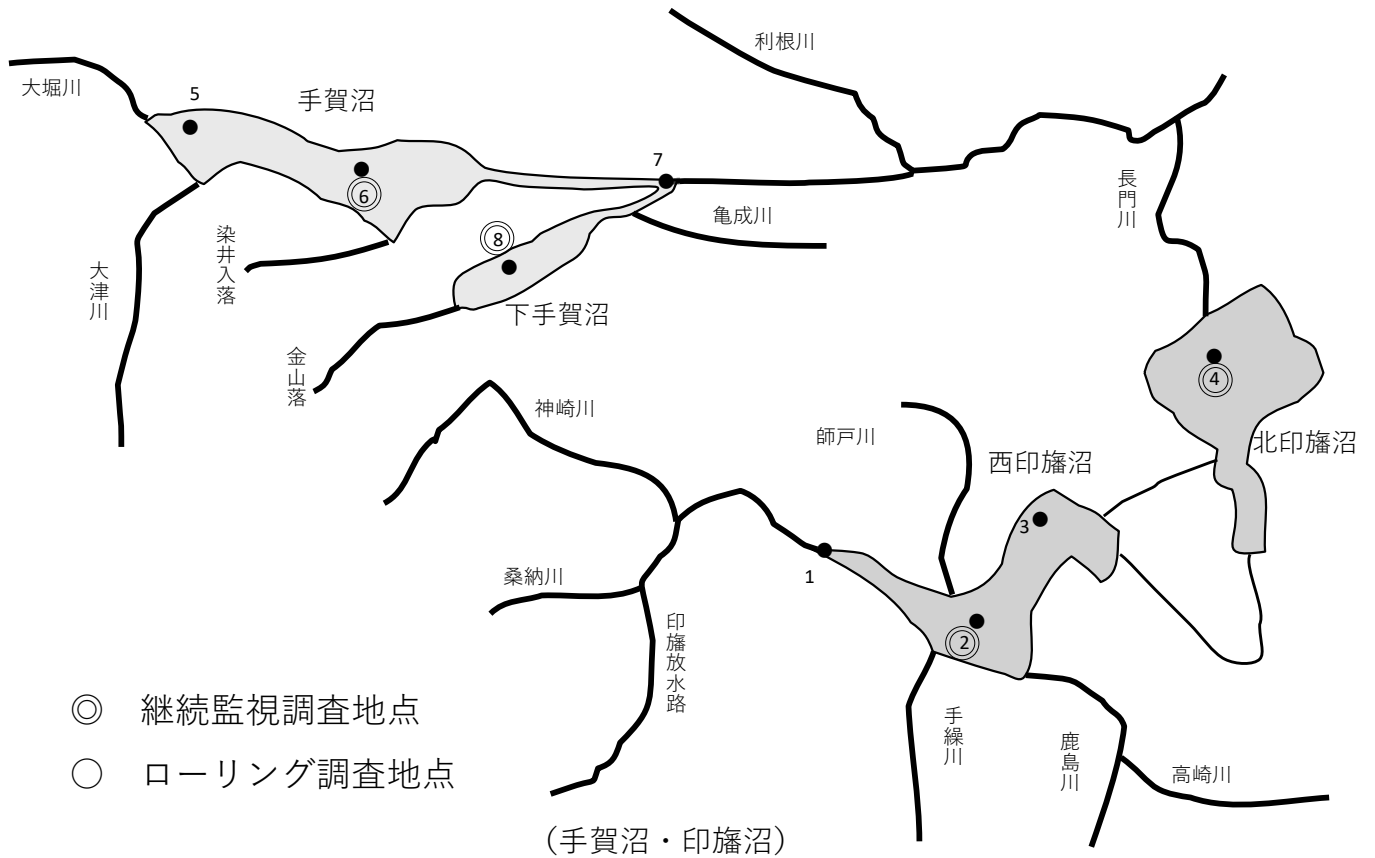 利根川
大堀川
5
手賀沼
7
長門川
6
亀成川
染井入落
8
大津川
下手賀沼
金山落
4
神崎川
師戸川
北印旛沼
西印旛沼
3
1
桑納川
印旛放水路
2
◎ 継続監視調査地点
手繰川
鹿島川
高崎川
○ ローリング調査地点
(手賀沼・印旛沼)